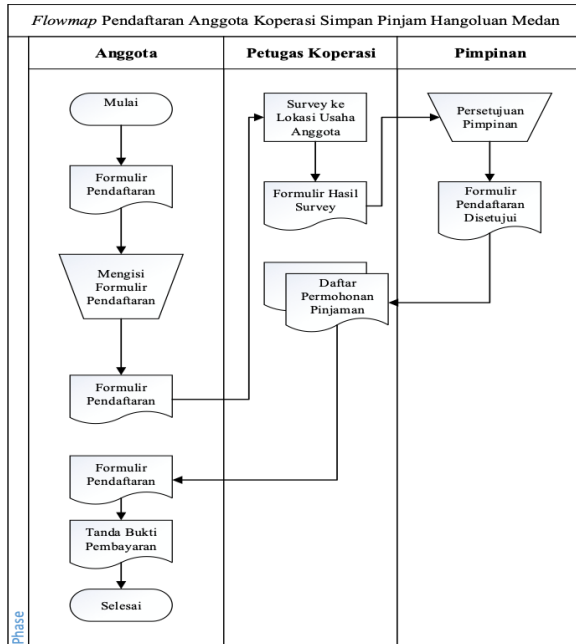 Flowmap Pendaftaran Anggota Koperasi Simpan Pinjam Hangoluan Medan
Anggota
Petugas Koperasi
Pimpinan
Mulai
Formulir
Pendaftaran
Mengisi
Formulir
Pendaftaran
Formulir
Pendaftaran
Survey ke
Lokasi Usaha
Anggota
Formulir Hasil
Survey
Persetujuan
Pimpinan
Formulir
Pendaftaran
Disetujui
Daftar
Permohonan
Pinjaman
Formulir
Pendaftaran
Tanda Bukti
Pembayaran
Selesai
Phase